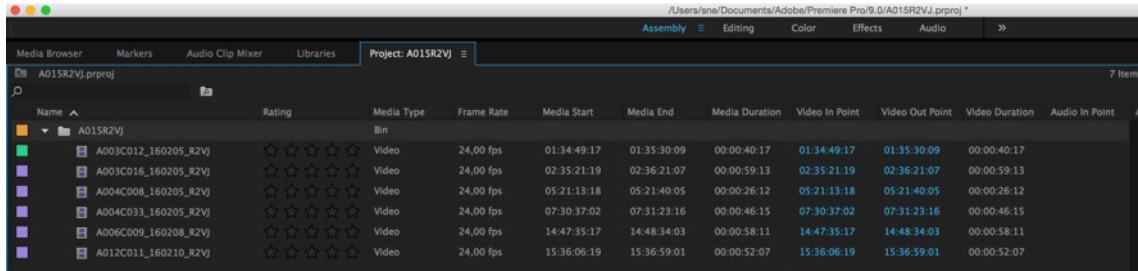 /Users/sne/Documents/Adobe/Premiere Pro/9.0/A015R2VJ.prproj *
Assembly Editing Color Effects Audio
Media Browser Markers Audio Clip Mixer Libraries Project: A015R2VJ
A015R2VJ.prproj 7 Item
Name Rating Media Type Frame Rate Media Start Media End Media Duration Video In Point Video Out Point Video Duration Audio In Point
A015R2VJ Bin
A003C012_160205_R2VJ Video 24,00 fps 01:34:49:17 01:35:30:09 00:00:40:17 01:34:49:17 01:35:30:09 00:00:40:17
A003C016_160205_R2VJ Video 24,00 fps 02:35:21:19 02:36:21:07 00:00:59:13 02:35:21:19 02:36:21:07 00:00:59:13
A004C008_160205_R2VJ Video 24,00 fps 05:21:13:18 05:21:40:05 00:00:26:12 05:21:13:18 05:21:40:05 00:00:26:12
A004C033_160205_R2VJ Video 24,00 fps 07:30:37:02 07:31:23:16 00:00:46:15 07:30:37:02 07:31:23:16 00:00:46:15
A006C009_160208_R2VJ Video 24,00 fps 14:47:35:17 14:48:34:03 00:00:58:11 14:47:35:17 14:48:34:03 00:00:58:11
A012C011_160210_R2VJ Video 24,00 fps 15:36:06:19 15:36:59:01 00:00:52:07 15:36:06:19 15:36:59:01 00:00:52:07